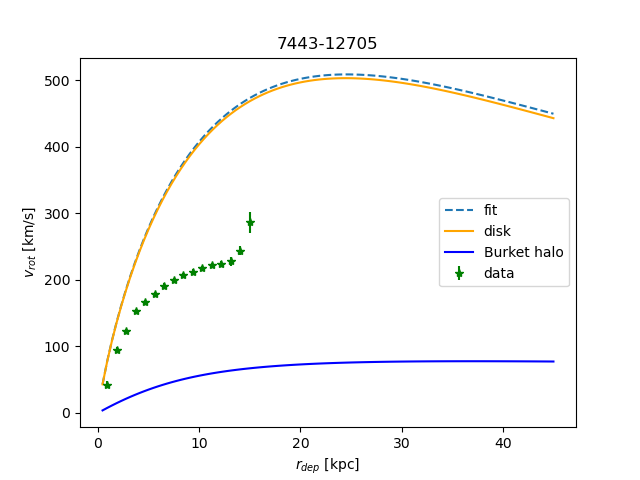 7443-12705
500
400
300
200
100
0
v_rot [km/s]
fit
disk
Burket halo
data
0
10
20
30
40
r_dep [kpc]